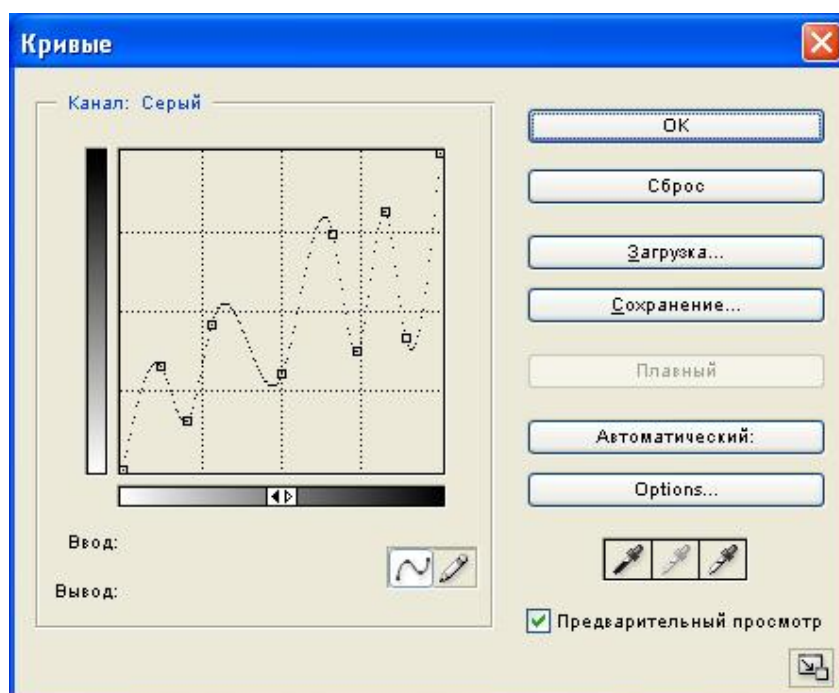 Кривые
Канал: Серый
OK
Сброс
Загрузка...
Сохранение...
Плавный
Автоматический:
Options...
Ввод:
Вывод:
Предварительный просмотр